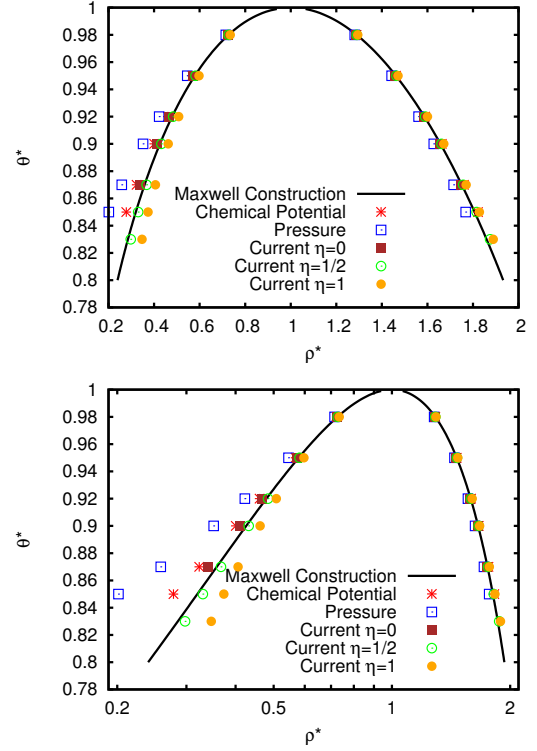 1
0.98
0.96
0.94
0.92
θ*
0.9
0.88
0.86
0.84
0.82
0.8
0.78
Maxwell Construction
Chemical Potential
Pressure
Current η=0
Current η=1/2
Current η=1
0.2 0.4 0.6 0.8 1 1.2 1.4 1.6 1.8 2
ρ*
1
0.98
0.96
0.94
0.92
θ*
0.9
0.88
0.86
0.84
0.82
0.8
0.78
Maxwell Construction
Chemical Potential
Pressure
Current η=0
Current η=1/2
Current η=1
0.2 0.5 1 2
ρ*